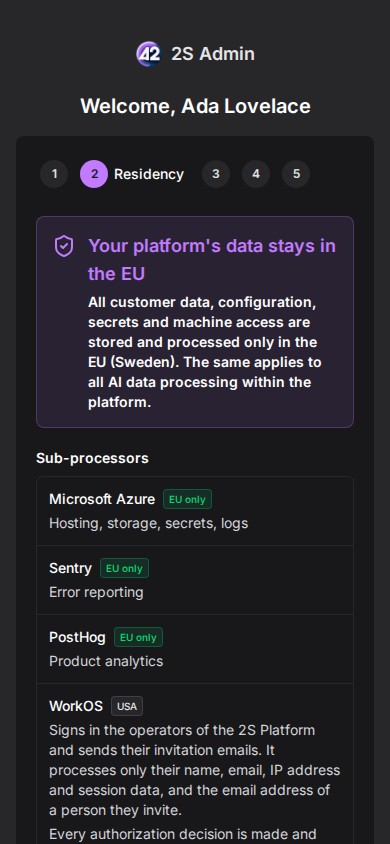 42 2S Admin
Welcome, Ada Lovelace
1 2 Residency 3 4 5
Your platform's data stays in
the EU
All customer data, configuration,
secrets and machine access are
stored and processed only in the
EU (Sweden). The same applies to
all AI data processing within the
platform.
Sub-processors
Microsoft Azure EU only
Hosting, storage, secrets, logs
Sentry EU only
Error reporting
PostHog EU only
Product analytics
WorkOS USA
Signs in the operators of the 2S Platform
and sends their invitation emails. It
processes only their name, email, IP address
and session data, and the email address of
a person they invite.
Every authorization decision is made and